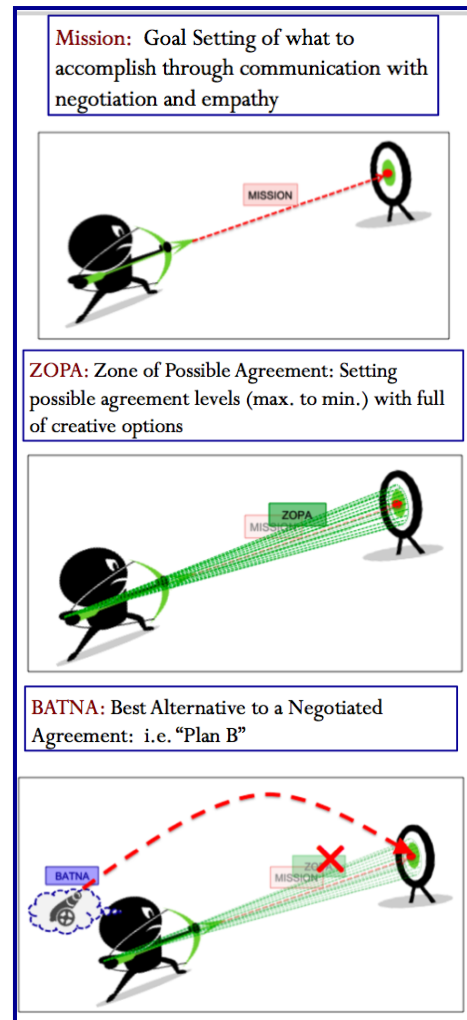 Mission:  Goal Setting of what to
accomplish through communication with
negotiation and empathy
MISSION
ZOPA: Zone of Possible Agreement: Setting
possible agreement levels (max. to min.) with full
of creative options
ZOPA
MISSION
BATNA: Best Alternative to a Negotiated
Agreement:  i.e. “Plan B”
ZOPA
MISSION
BATNA